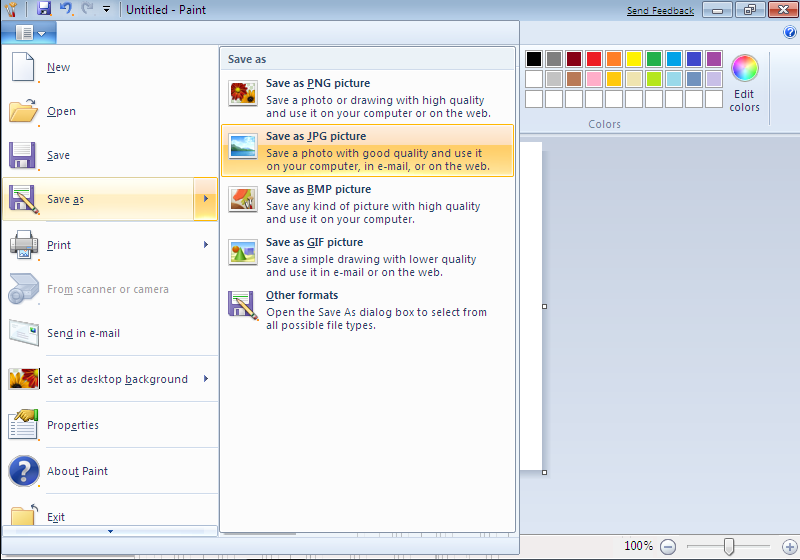 Untitled - Paint
Send Feedback
New
Open
Save
Save as
Print
From scanner or camera
Send in e-mail
Set as desktop background
Properties
About Paint
Exit
Save as
Save as PNG picture
Save a photo or drawing with high quality
and use it on your computer or on the web.
Save as JPG picture
Save a photo with good quality and use it
on your computer, in e-mail, or on the web.
Save as BMP picture
Save any kind of picture with high quality
and use it on your computer.
Save as GIF picture
Save a simple drawing with lower quality
and use it in e-mail or on the web.
Other formats
Open the Save As dialog box to select from
all possible file types.
Edit
colors
Colors
100%